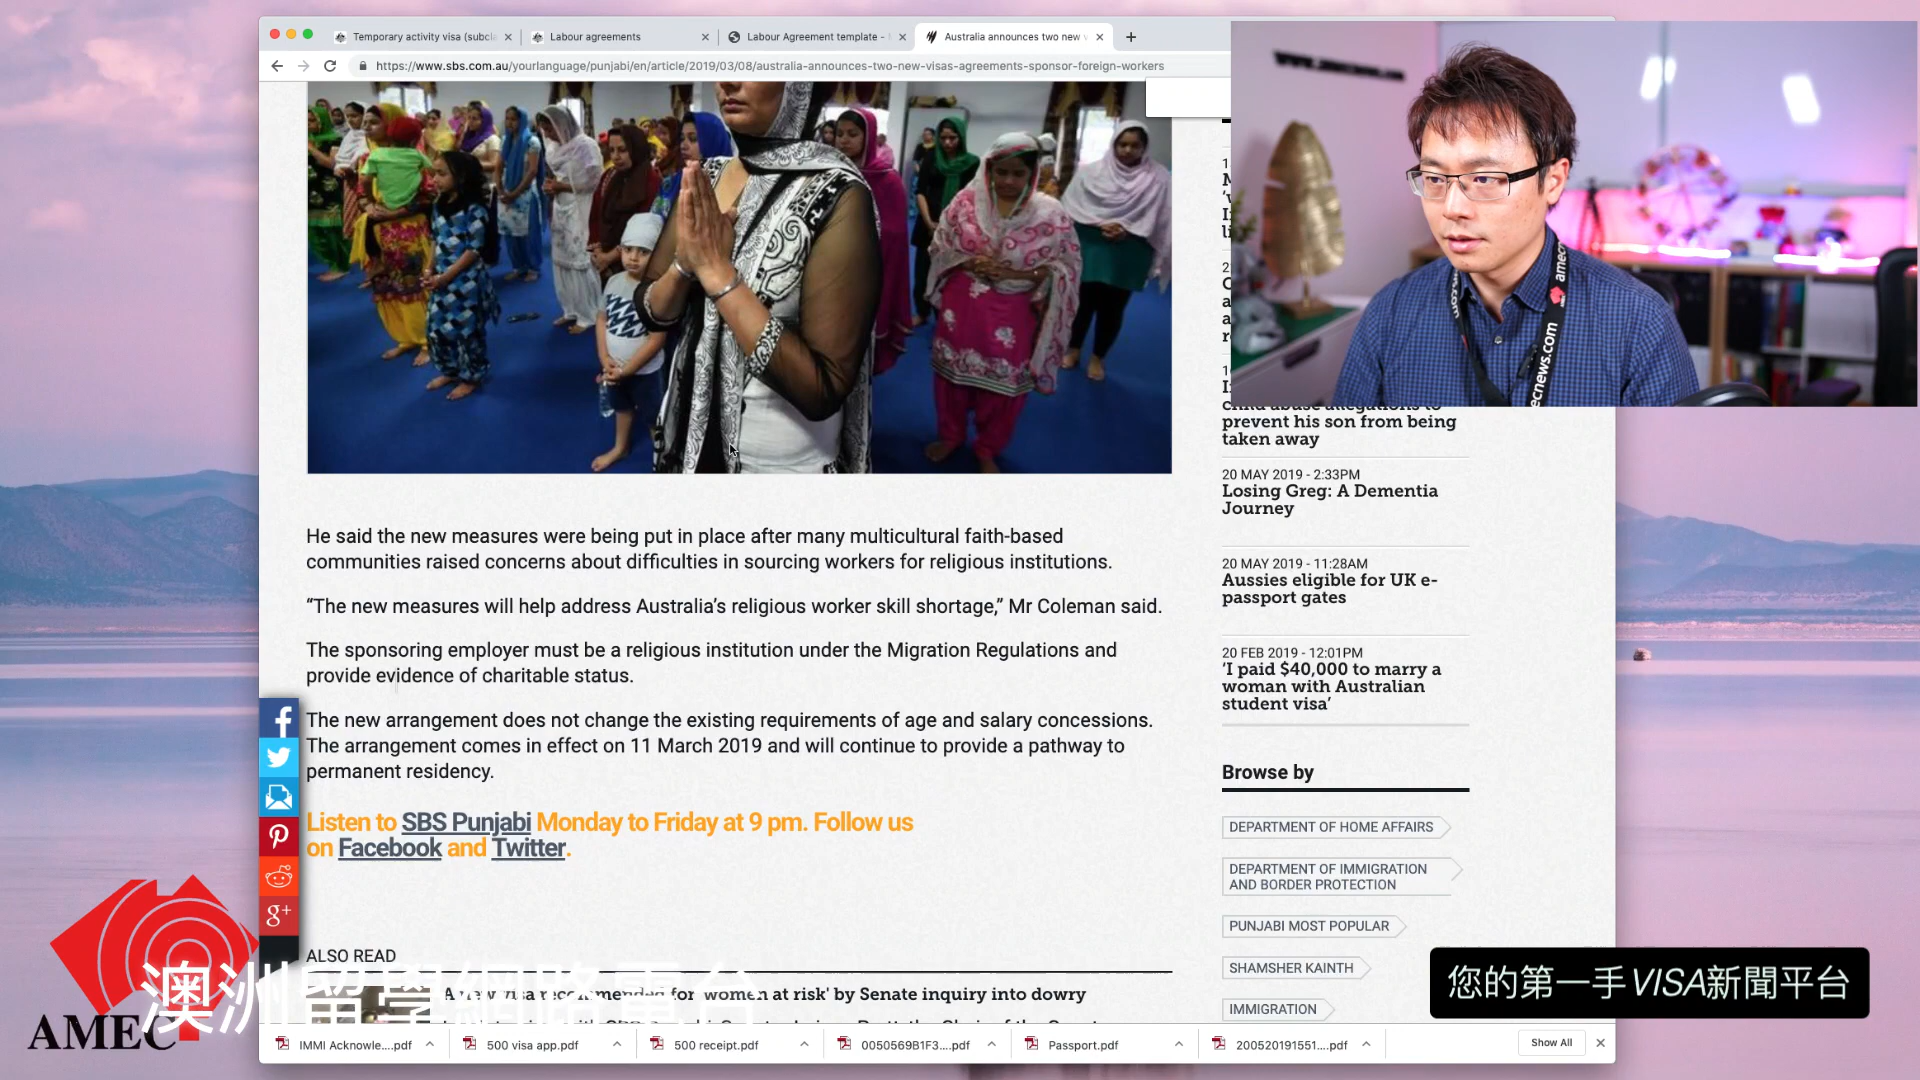 Temporary activity visa (subcl
Labour agreements
Labour Agreement template -
Australia announces two new v
https://www.sbs.com.au/yourlanguage/punjabi/en/article/2019/03/08/australia-announces-two-new-visas-agreements-sponsor-foreign-workers
amecnews.com
He said the new measures were being put in place after many multicultural faith-based
communities raised concerns about difficulties in sourcing workers for religious institutions.
“The new measures will help address Australia’s religious worker skill shortage,” Mr Coleman said.
The sponsoring employer must be a religious institution under the Migration Regulations and
provide evidence of charitable status.
The new arrangement does not change the existing requirements of age and salary concessions.
The arrangement comes in effect on 11 March 2019 and will continue to provide a pathway to
permanent residency.
Listen to SBS Punjabi Monday to Friday at 9 pm. Follow us
on Facebook and Twitter.
ALSO READ
'A new visa recommended for 'women at risk' by Senate inquiry into dowry
child abuse allegations to
prevent his son from being
taken away
20 MAY 2019 - 2:33PM
Losing Greg: A Dementia
Journey
20 MAY 2019 - 11:28AM
Aussies eligible for UK e-
passport gates
20 FEB 2019 - 12:01PM
‘I paid $40,000 to marry a
woman with Australian
student visa’
Browse by
DEPARTMENT OF HOME AFFAIRS
DEPARTMENT OF IMMIGRATION
AND BORDER PROTECTION
PUNJABI MOST POPULAR
SHAMSHER KAINTH
IMMIGRATION
AMEC
澳洲留學網路電台
您的第一手VISA新聞平台
IMMI Acknowle....pdf
500 visa app.pdf
500 receipt.pdf
0050569B1F3....pdf
Passport.pdf
200520191551....pdf
Show All